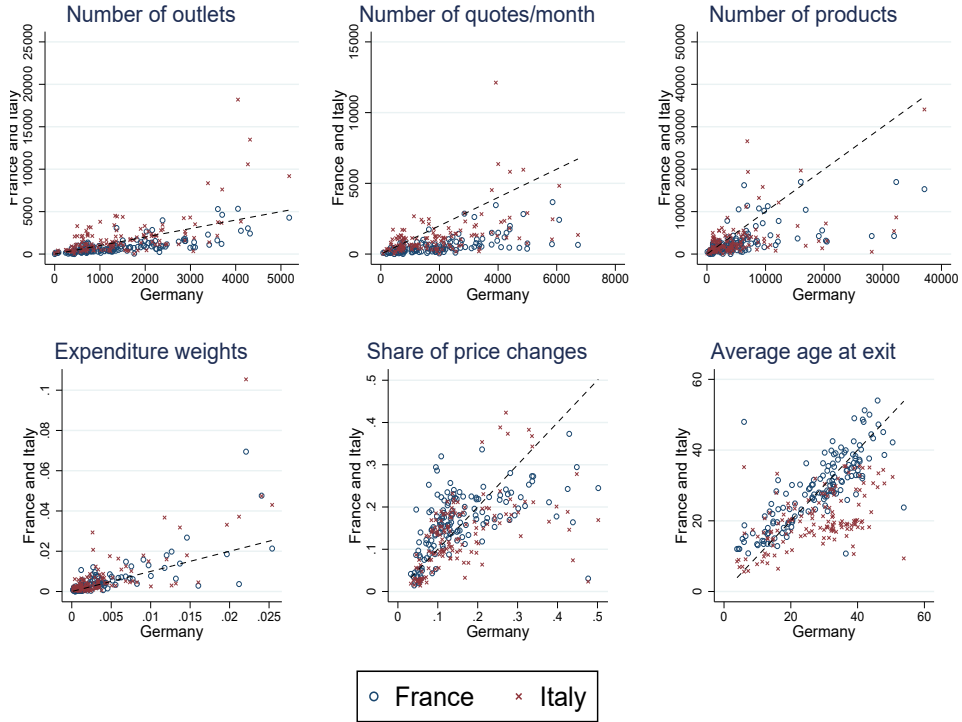 Number of outlets
France and Italy
0 5000 10000 15000 20000 25000
0 1000 2000 3000 4000 5000
Germany
Number of quotes/month
France and Italy
0 5000 10000 15000
0 2000 4000 6000 8000
Germany
Number of products
France and Italy
0 10000 20000 30000 40000 50000
0 10000 20000 30000 40000
Germany
Expenditure weights
France and Italy
0 .02 .04 .06 .08 .1
0 .005 .01 .015 .02 .025
Germany
Share of price changes
France and Italy
0 .1 .2 .3 .4 .5
0 .1 .2 .3 .4 .5
Germany
Average age at exit
France and Italy
0 20 40 60
0 20 40 60
Germany
France Italy